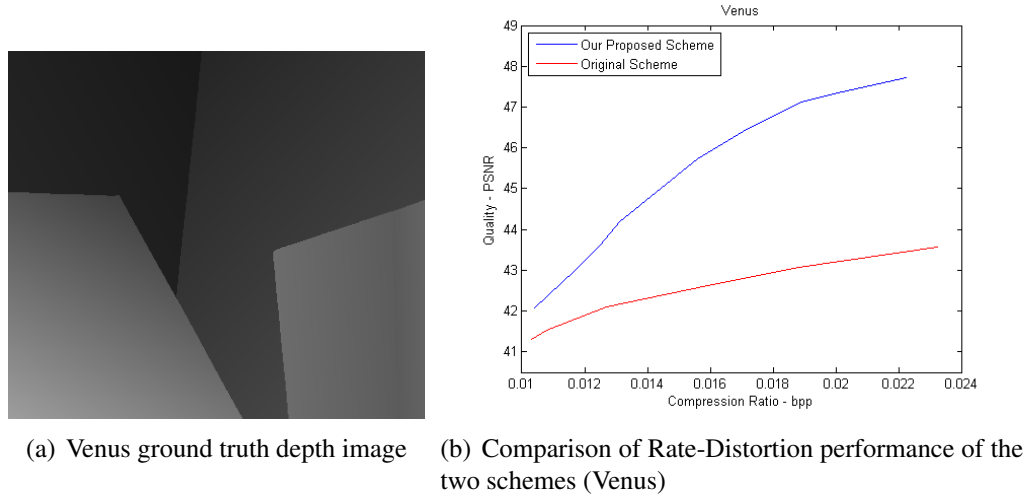 Venus
49
48
47
46
45
44
43
42
41
Quality - PSNR
Our Proposed Scheme
Original Scheme
0.01 0.012 0.014 0.016 0.018 0.02 0.022 0.024
Compression Ratio - bpp
(a) Venus ground truth depth image
(b) Comparison of Rate-Distortion performance of the
two schemes (Venus)